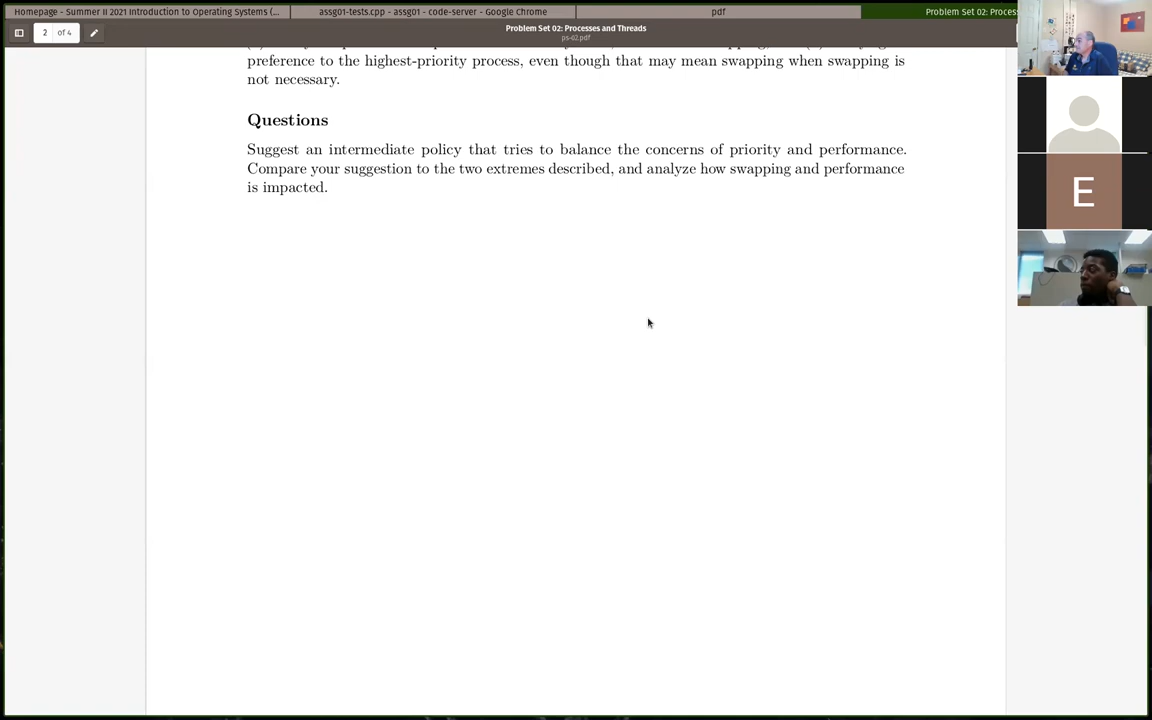 Homepage - Summer II 2021 Introduction to Operating Systems (...
assg01-tests.cpp - assg01 - code-server - Google Chrome
pdf
Problem Set 02: Process
2 of 4
Problem Set 02: Processes and Threads
ps-02.pdf
preference to the highest-priority process, even though that may mean swapping when swapping is
not necessary.
Questions
Suggest an intermediate policy that tries to balance the concerns of priority and performance.
Compare your suggestion to the two extremes described, and analyze how swapping and performance
is impacted.
E